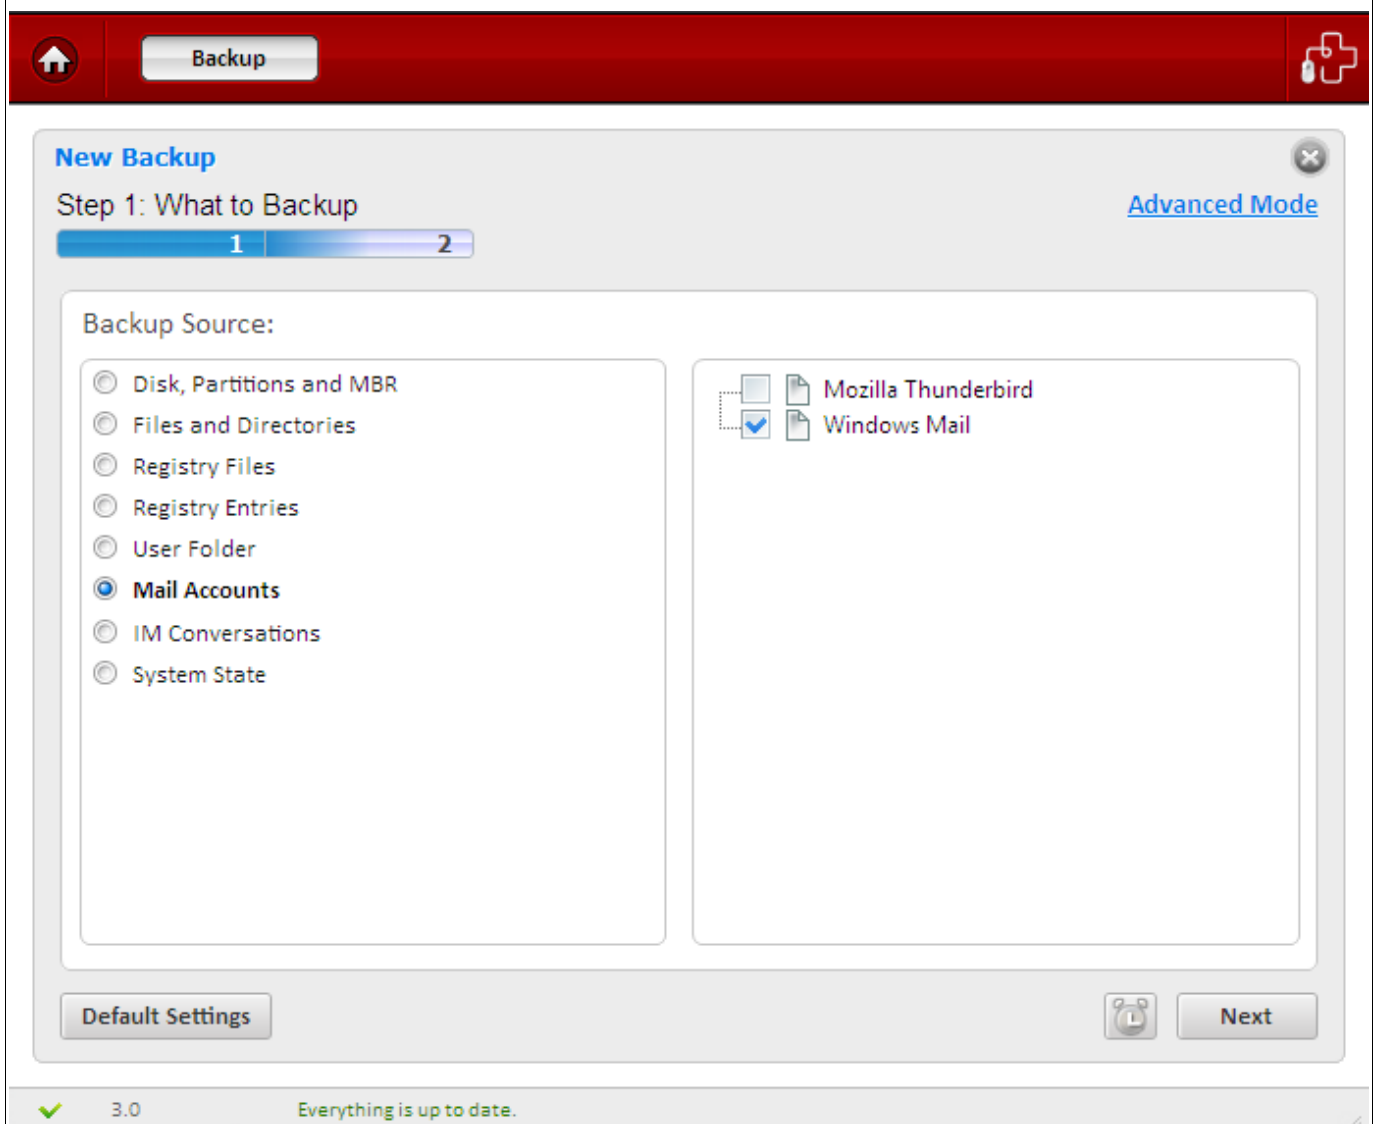 Backup
New Backup
Step 1: What to Backup
Advanced Mode
1 2
Backup Source:
Disk, Partitions and MBR
Files and Directories
Registry Files
Registry Entries
User Folder
Mail Accounts
IM Conversations
System State
Mozilla Thunderbird
Windows Mail
Default Settings
Next
3.0 Everything is up to date.